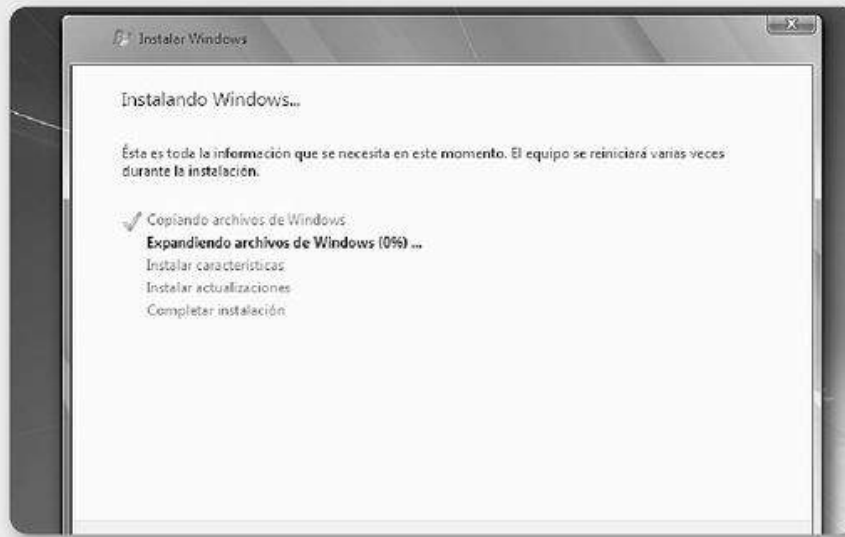 Instalar Windows
Instalando Windows...
Ésta es toda la información que se necesita en este momento. El equipo se reiniciará varias veces
durante la instalación.
Copiando archivos de Windows
Expandiendo archivos de Windows (0%) ...
Instalar características
Instalar actualizaciones
Completar instalación